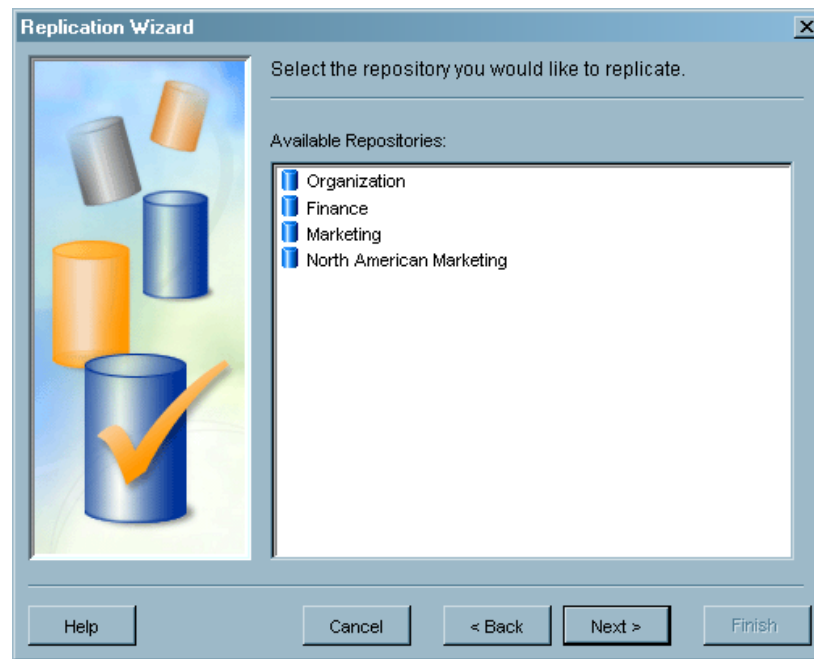 Replication Wizard
Select the repository you would like to replicate.
Available Repositories:
Organization
Finance
Marketing
North American Marketing
Help
Cancel
< Back
Next >
Finish